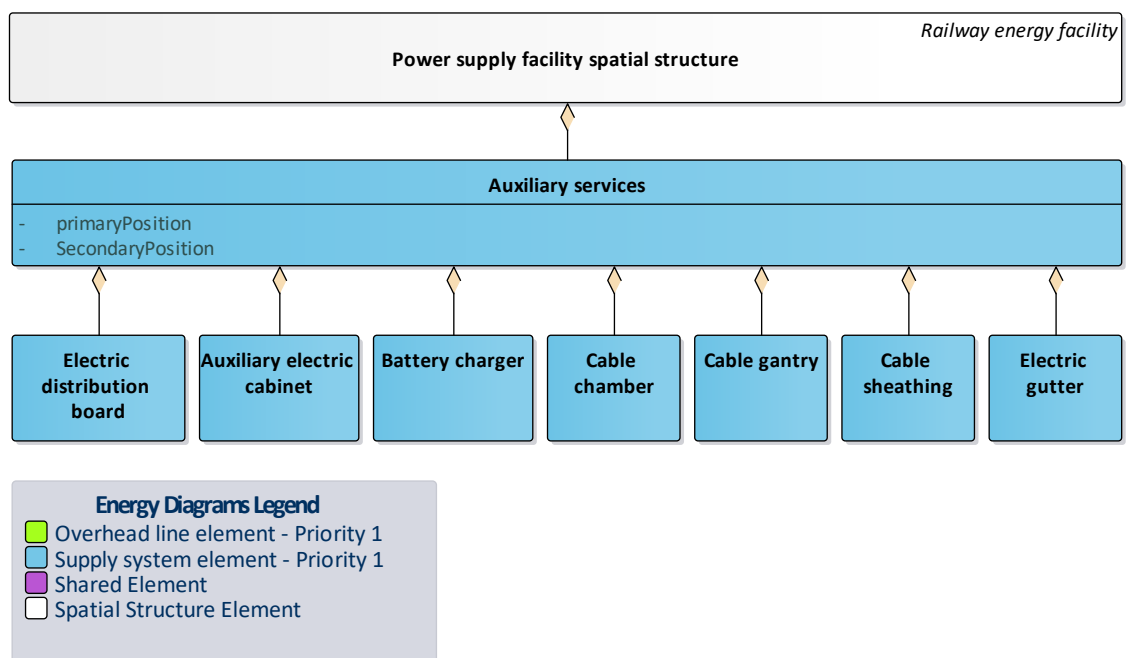 Railway energy facility
Power supply facility spatial structure
Auxiliary services
- primaryPosition
- SecondaryPosition
Electric
distribution
board
Auxiliary electric
cabinet
Battery charger
Cable
chamber
Cable gantry
Cable
sheathing
Electric
gutter
Energy Diagrams Legend
Overhead line element - Priority 1
Supply system element - Priority 1
Shared Element
Spatial Structure Element